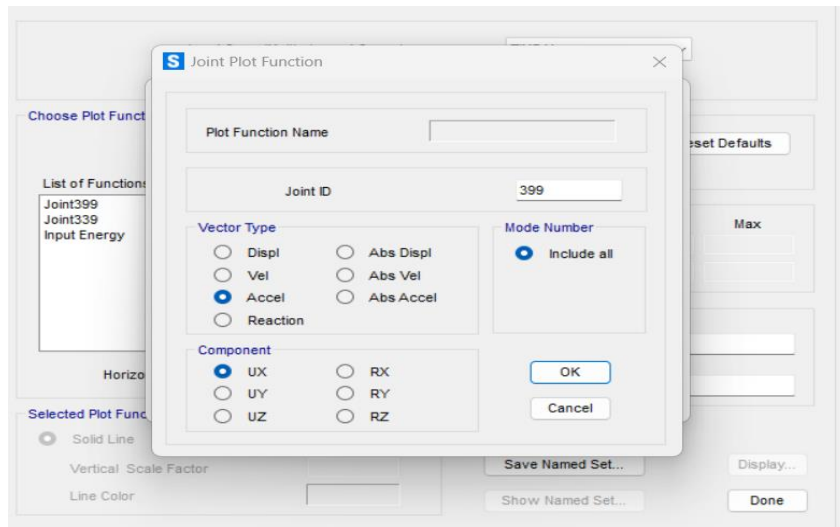 S Joint Plot Function
Choose Plot Funct
Plot Function Name
eset Defaults
Joint ID 399
List of Functions
Joint399
Joint339
Input Energy
Vector Type
Displ Abs Displ
Vel Abs Vel
Accel Abs Accel
Reaction
Mode Number
Include all
Max
Component
UX RX
UY RY
UZ RZ
OK
Cancel
Horizo
Selected Plot Func
Solid Line
Vertical Scale Factor
Line Color
Save Named Set...
Display...
Show Named Set...
Done